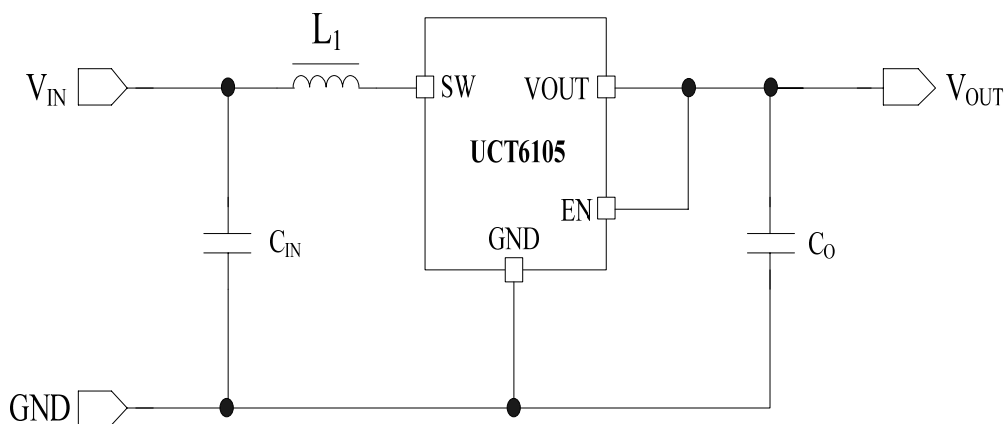 L1
VIN
SW
VOUT
VOUT
UCT6105
EN
GND
CIN
CO
GND